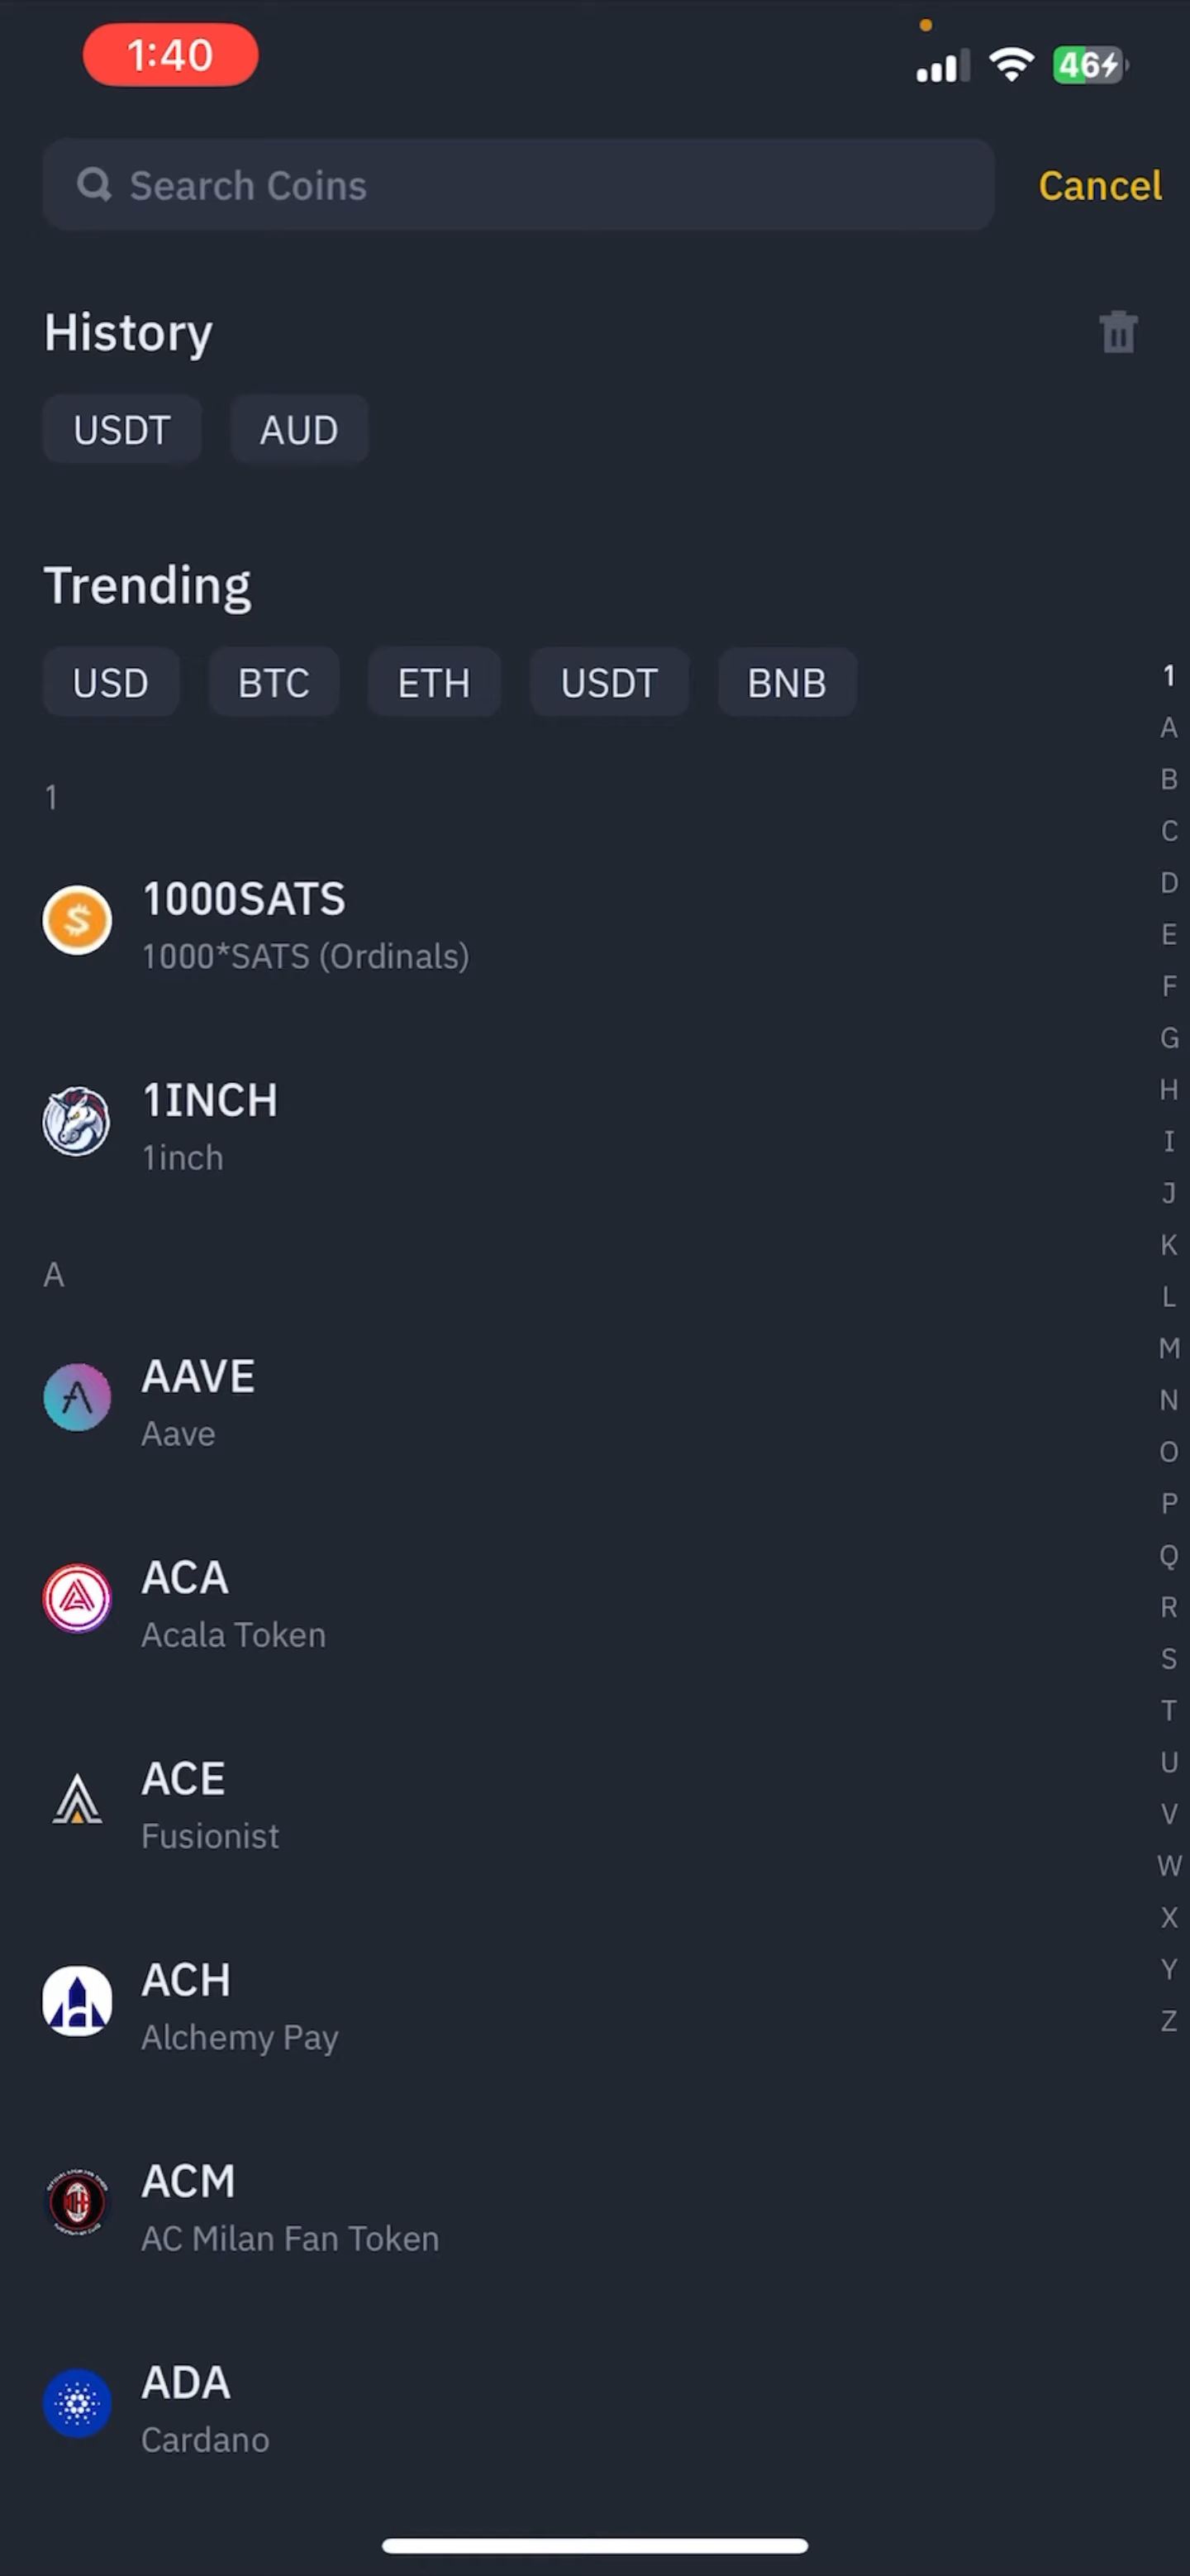 1:40
46
Search Coins
Cancel
History
USDT AUD
Trending
USD BTC ETH USDT BNB
1
1000SATS
1000*SATS (Ordinals)
1INCH
1inch
A
AAVE
Aave
ACA
Acala Token
ACE
Fusionist
ACH
Alchemy Pay
ACM
AC Milan Fan Token
ADA
Cardano
1
A
B
C
D
E
F
G
H
I
J
K
L
M
N
O
P
Q
R
S
T
U
V
W
X
Y
Z